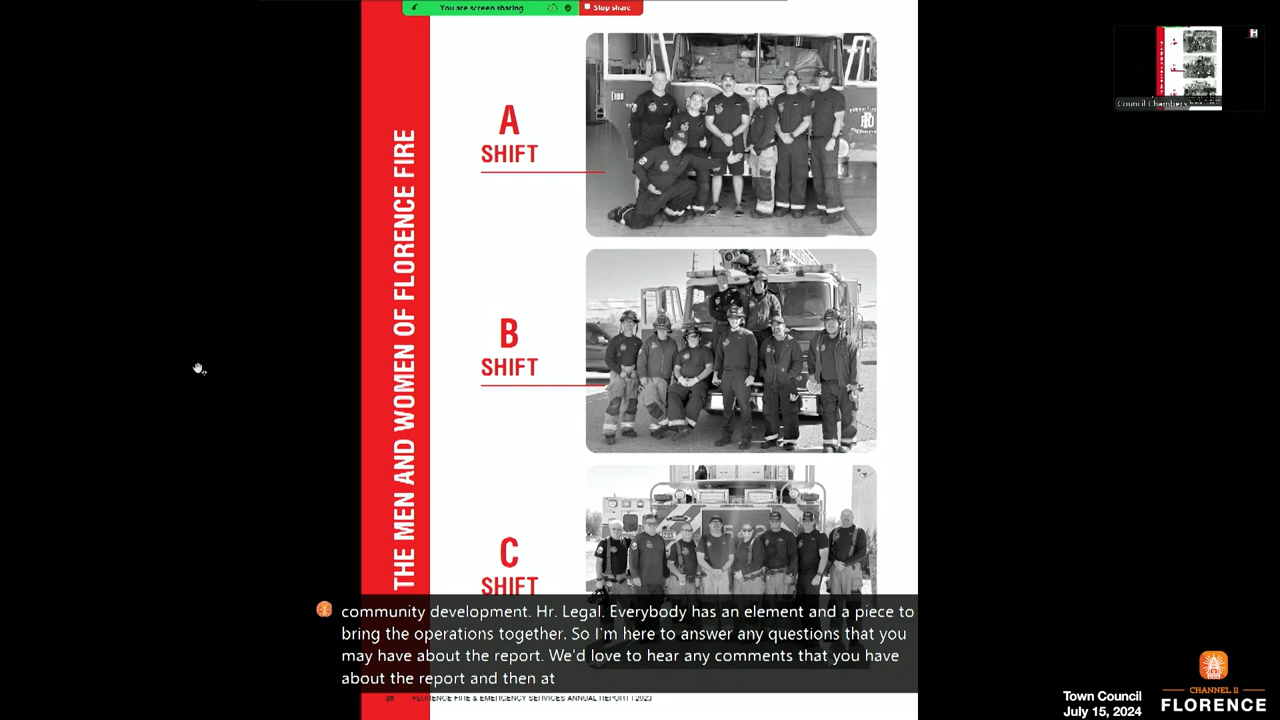 You are screen sharing
Stop share
Council Chambers
THE MEN AND WOMEN OF FLORENCE FIRE
A
SHIFT
B
SHIFT
C
SHIFT
community development. Hr. Legal. Everybody has an element and a piece to
bring the operations together. So I'm here to answer any questions that you
may have about the report. We'd love to hear any comments that you have
about the report and then at
FLORENCE FIRE & EMERGENCY SERVICES ANNUAL REPORT | 2023
Town Council
July 15, 2024
CHANNEL 11
FLORENCE